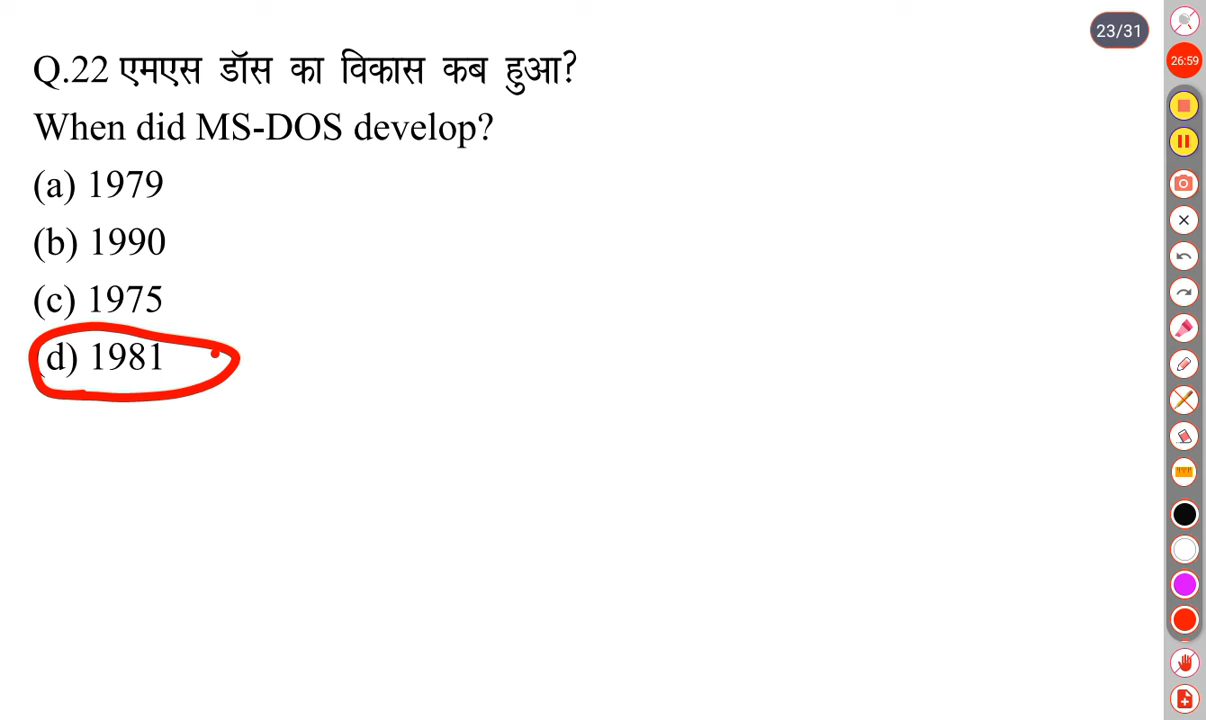 23/31
26:59
Q.22 एमएस डॉस का विकास कब हुआ?
When did MS-DOS develop?
(a) 1979
(b) 1990
(c) 1975
(d) 1981